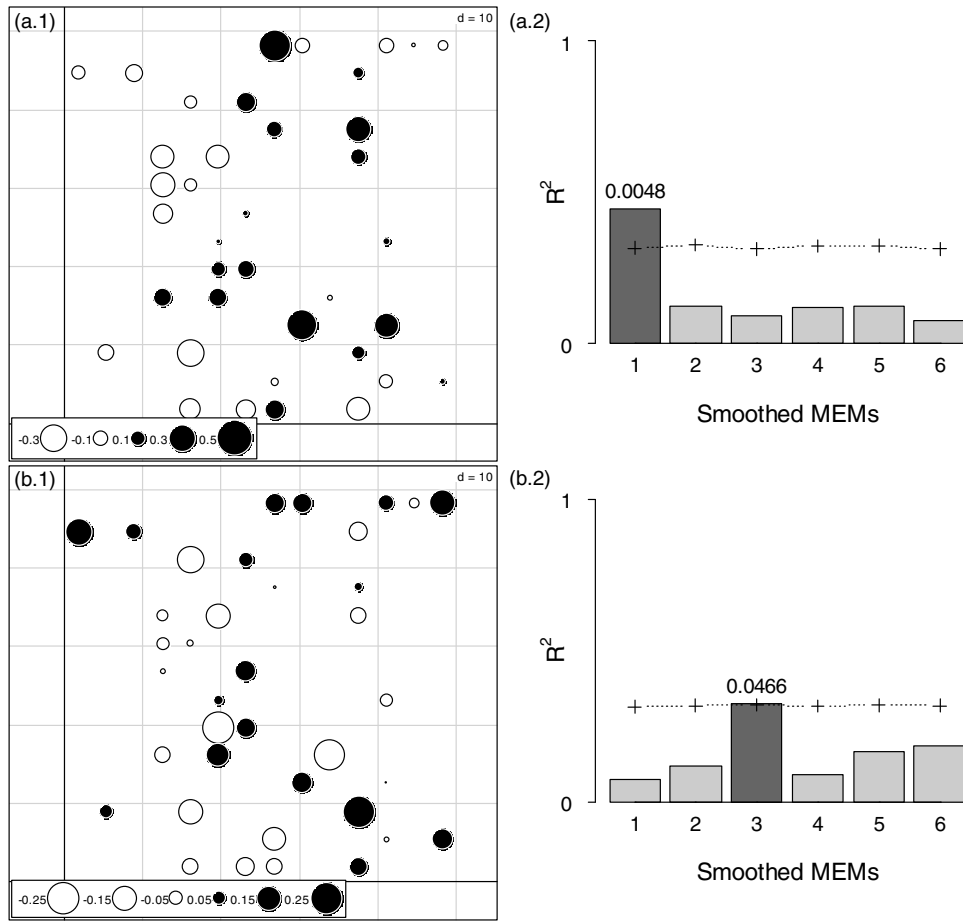 (a.1)
d = 10
-0.3 -0.1 0.1 0.3 0.5
(a.2)
1
R2
0
0.0048
1 2 3 4 5 6
Smoothed MEMs
(b.1)
d = 10
-0.25 -0.15 -0.05 0.05 0.15 0.25
(b.2)
1
R2
0
0.0466
1 2 3 4 5 6
Smoothed MEMs